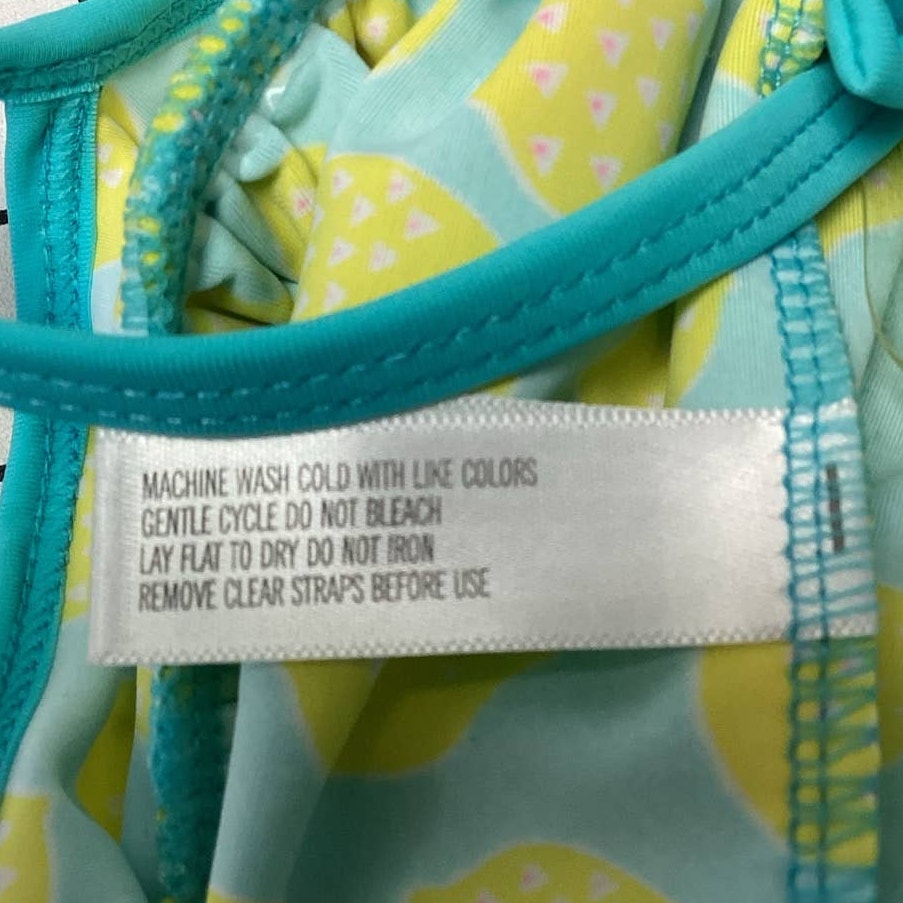 MACHINE WASH COLD WITH LIKE COLORS
GENTLE CYCLE DO NOT BLEACH
LAY FLAT TO DRY DO NOT IRON
REMOVE CLEAR STRAPS BEFORE USE